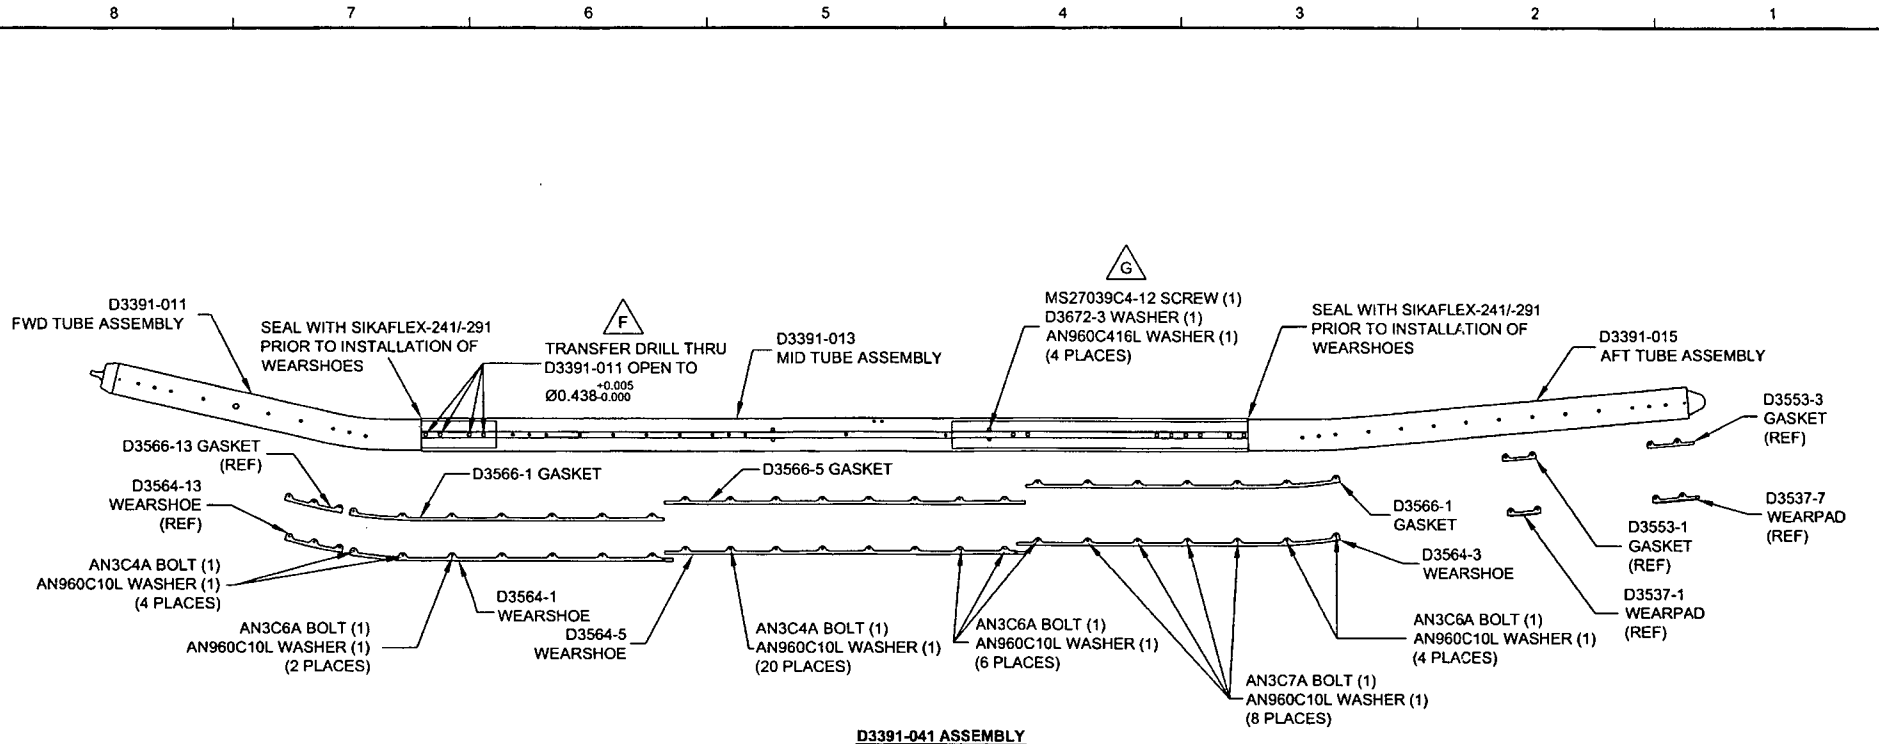 8 7 6 5 4 3 2 1
D3391-011
FWD TUBE ASSEMBLY
SEAL WITH SIKAFLEX-241/-291
PRIOR TO INSTALLATION OF
WEARSHOES
F
TRANSFER DRILL THRU
D3391-011 OPEN TO
Ø0.438 +0.005
-0.000
D3391-013
MID TUBE ASSEMBLY
G
MS27039C4-12 SCREW (1)
D3672-3 WASHER (1)
AN960C416L WASHER (1)
(4 PLACES)
SEAL WITH SIKAFLEX-241/-291
PRIOR TO INSTALLATION OF
WEARSHOES
D3391-015
AFT TUBE ASSEMBLY
D3553-3
GASKET
(REF)
D3566-13 GASKET
(REF)
D3566-1 GASKET
D3566-5 GASKET
D3564-13
WEARSHOE
(REF)
D3566-1
GASKET
D3537-7
WEARPAD
(REF)
D3553-1
GASKET
(REF)
D3564-3
WEARSHOE
AN3C4A BOLT (1)
AN960C10L WASHER (1)
(4 PLACES)
D3564-1
WEARSHOE
D3537-1
WEARPAD
(REF)
AN3C6A BOLT (1)
AN960C10L WASHER (1)
(2 PLACES)
D3564-5
WEARSHOE
AN3C4A BOLT (1)
AN960C10L WASHER (1)
(20 PLACES)
AN3C6A BOLT (1)
AN960C10L WASHER (1)
(6 PLACES)
AN3C6A BOLT (1)
AN960C10L WASHER (1)
(4 PLACES)
AN3C7A BOLT (1)
AN960C10L WASHER (1)
(8 PLACES)
D3391-041 ASSEMBLY